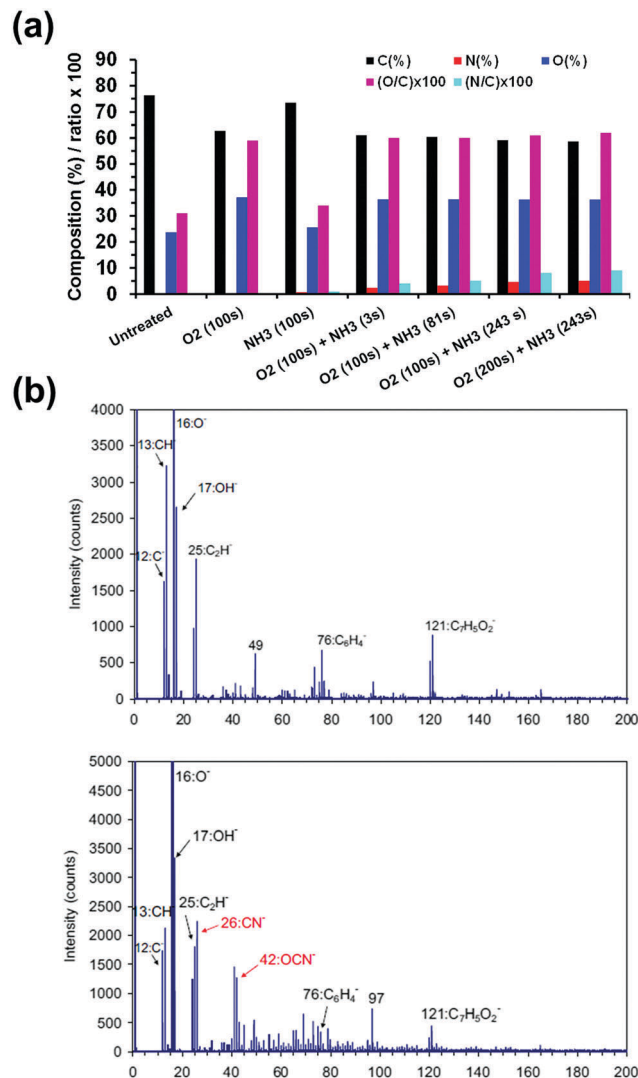 (a)
C(%) N(%) O(%)
(O/C)x100 (N/C)x100
Composition (%) / ratio x 100
90
80
70
60
50
40
30
20
10
0
Untreated
O2 (100s)
NH3 (100s)
O2 (100s) + NH3 (3s)
O2 (100s) + NH3 (81s)
O2 (100s) + NH3 (243 s)
O2 (200s) + NH3 (243s)
(b)
Intensity (counts)
4000
3500
3000
2500
2000
1500
1000
500
0
16:O⁻
13:CH⁻
17:OH⁻
12:C⁻
25:C₂H⁻
49
76:C₆H₄⁻
121:C₇H₅O₂⁻
0 20 40 60 80 100 120 140 160 180 200
Intensity (counts)
5000
4500
4000
3500
3000
2500
2000
1500
1000
500
0
16:O⁻
17:OH⁻
25:C₂H⁻
13:CH⁻
26:CN⁻
12:C⁻
42:OCN⁻
76:C₆H₄⁻
97
121:C₇H₅O₂⁻
0 20 40 60 80 100 120 140 160 180 200